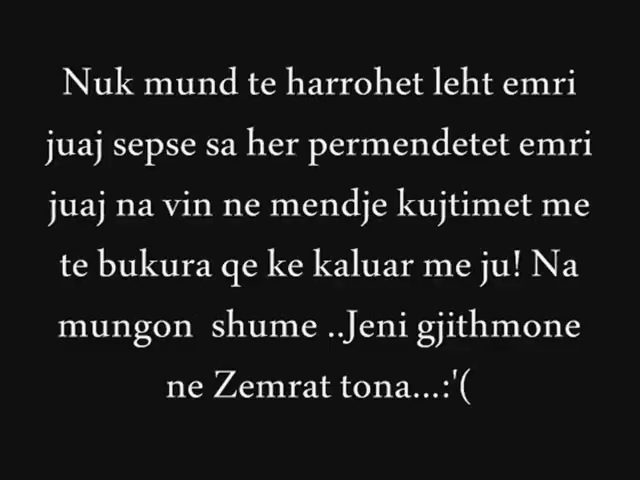 Nuk mund te harrohet leht emri
juaj sepse sa her permendetet emri
juaj na vin ne mendje kujtimet me
te bukura qe ke kaluar me ju! Na
mungon  shume ..Jeni gjithmone
ne Zemrat tona...:'(